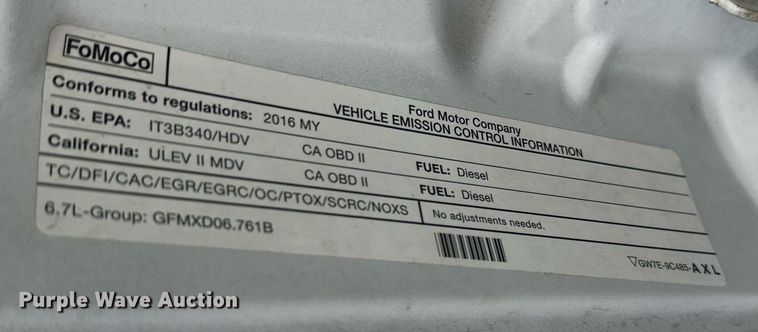 FoMoCo
Ford Motor Company
VEHICLE EMISSION CONTROL INFORMATION
Conforms to regulations: 2016 MY
U.S. EPA: IT3B340/HDV CA OBD II FUEL: Diesel
California: ULEV II MDV CA OBD II FUEL: Diesel
TC/DFI/CAC/EGR/EGRC/OC/PTOX/SCRC/NOXS No adjustments needed.
6.7L-Group: GFMXD06.761B
▽GW7E-9C485-AXL
Purple Wave Auction